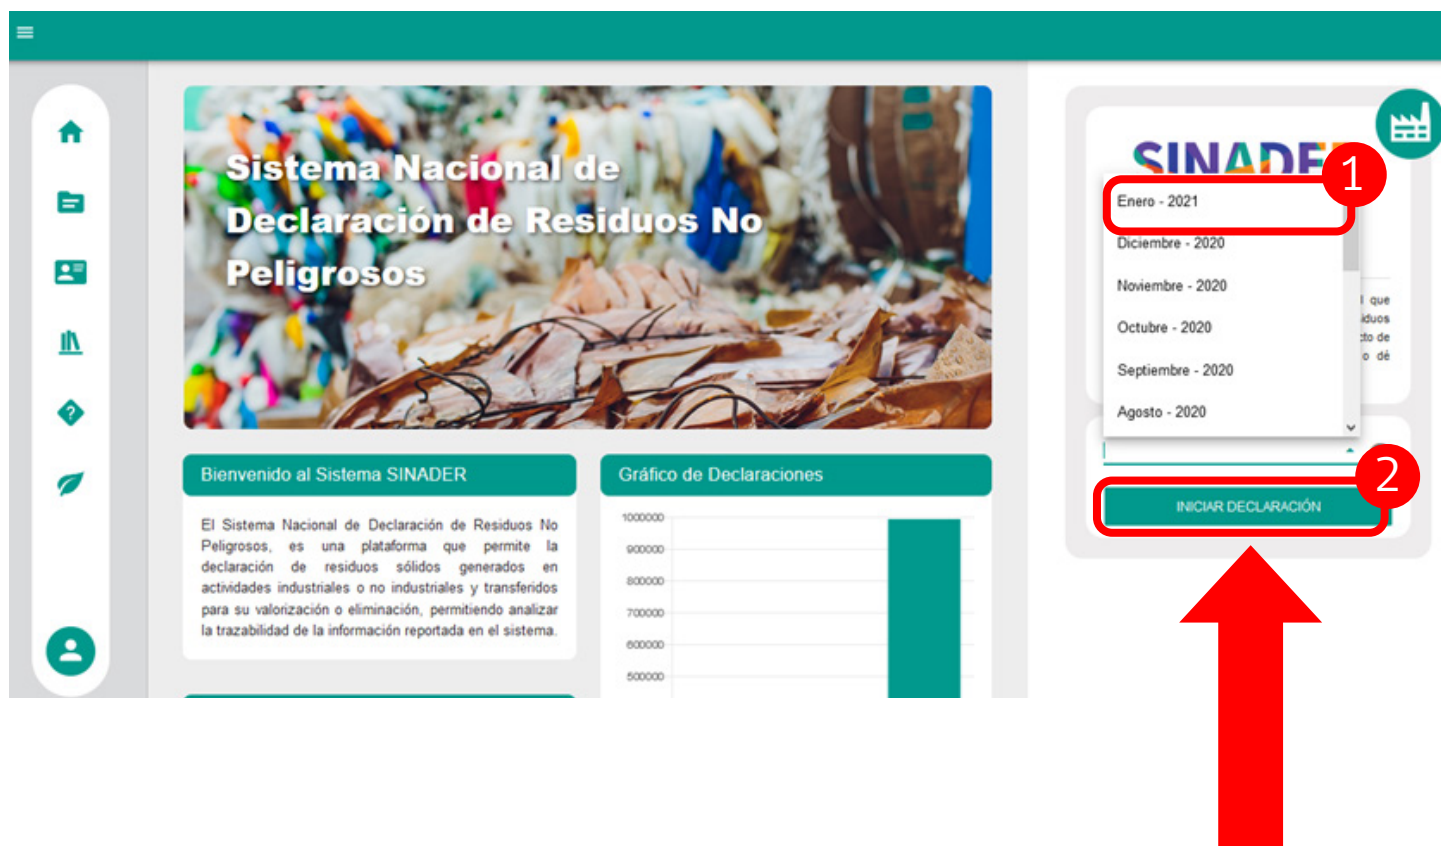 Sistema Nacional de
Declaración de Residuos No
Peligrosos
Bienvenido al Sistema SINADER
El Sistema Nacional de Declaración de Residuos No
Peligrosos, es una plataforma que permite la
declaración de residuos sólidos generados en
actividades industriales o no industriales y transferidos
para su valorización o eliminación, permitiendo analizar
la trazabilidad de la información reportada en el sistema.
Gráfico de Declaraciones
1000000
900000
800000
700000
600000
500000
1
Enero - 2021
Diciembre - 2020
Noviembre - 2020
Octubre - 2020
Septiembre - 2020
Agosto - 2020
que
o dé
2
INICIAR DECLARACIÓN